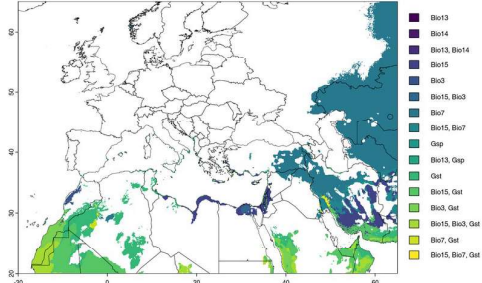 60
50
40
30
20
-20
0
20
40
60
Bio13
Bio14
Bio13, Bio14
Bio15
Bio3
Bio15, Bio3
Bio7
Bio15, Bio7
Gsp
Bio13, Gsp
Gst
Bio15, Gst
Bio3, Gst
Bio15, Bio3, Gst
Bio7, Gst
Bio15, Bio7, Gst